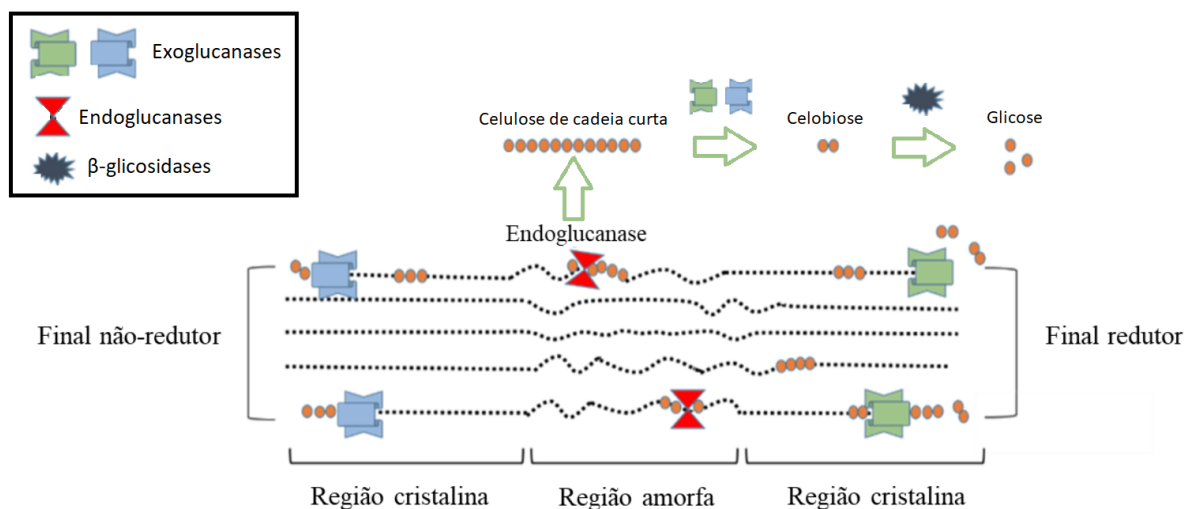 Exoglucanases
Endoglucanases
β-glicosidases
Celulose de cadeia curta
Celobiose
Glicose
Endoglucanase
Final não-redutor
Final redutor
Região cristalina
Região amorfa
Região cristalina